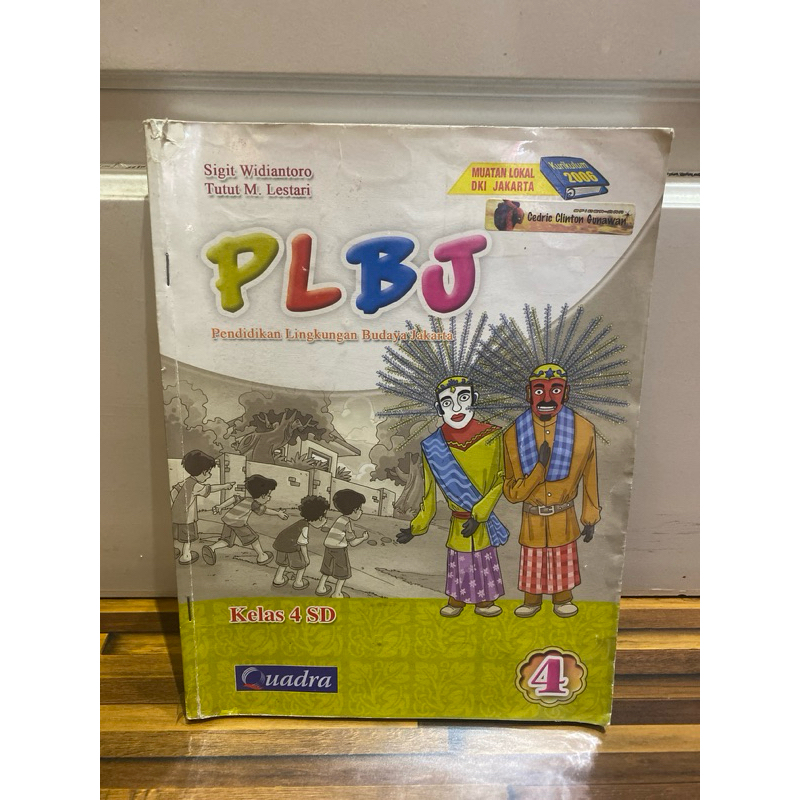 Sigit Widiantoro
Tutut M. Lestari
MUATAN LOKAL
DKI JAKARTA
Kurikulum
2006
Cedric Clinton Gunawan
PLBJ
Pendidikan Lingkungan Budaya Jakarta
Kelas 4 SD
Quadra
4